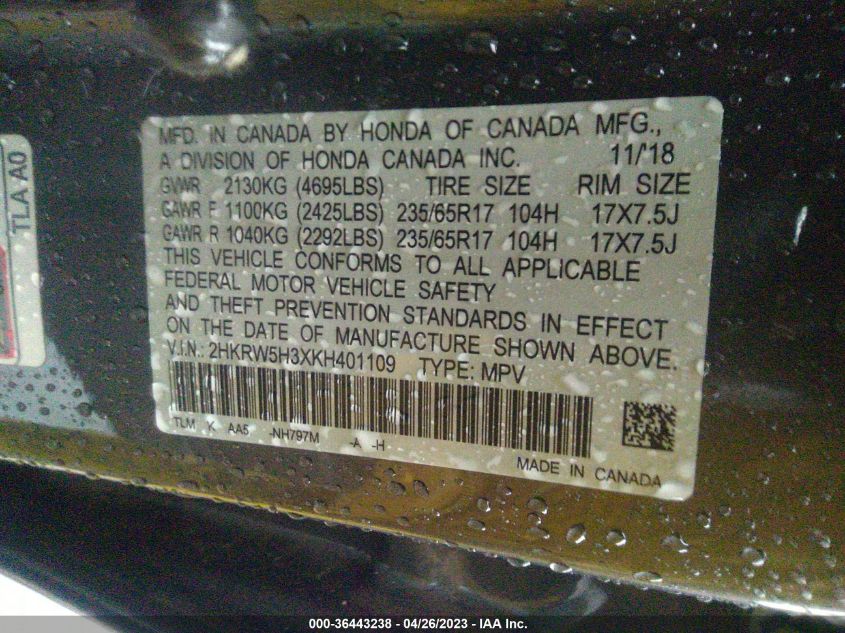 MFD. IN CANADA BY HONDA OF CANADA MFG.,
A DIVISION OF HONDA CANADA INC. 11/18
GVWR 2130KG (4695LBS) TIRE SIZE RIM SIZE
GAWR F 1100KG (2425LBS) 235/65R17 104H 17X7.5J
GAWR R 1040KG (2292LBS) 235/65R17 104H 17X7.5J
THIS VEHICLE CONFORMS TO ALL APPLICABLE
FEDERAL MOTOR VEHICLE SAFETY
AND THEFT PREVENTION STANDARDS IN EFFECT
ON THE DATE OF MANUFACTURE SHOWN ABOVE.
V.I.N.: 2HKRW5H3XKH401109 TYPE: MPV
TLM K AA5 -NH797M -A -H
MADE IN CANADA
TLA A0
000-36443238 - 04/26/2023 - IAA Inc.